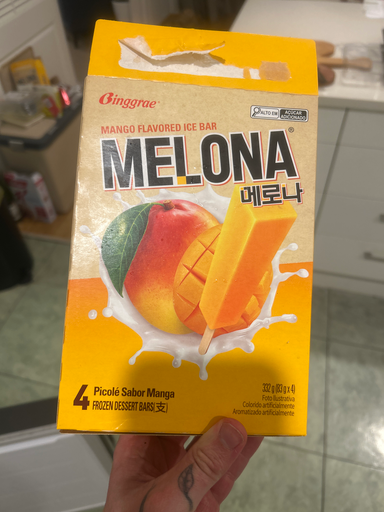 Binggrae
ALTO EM
AÇÚCAR
ADICIONADO
MANGO FLAVORED ICE BAR
MELONA®
메로나
332 g (83 g x 4)
Foto Ilustrativa
Colorido artificialmente
Aromatizado artificialmente
4 Picolé Sabor Manga
FROZEN DESSERT BARS(支)